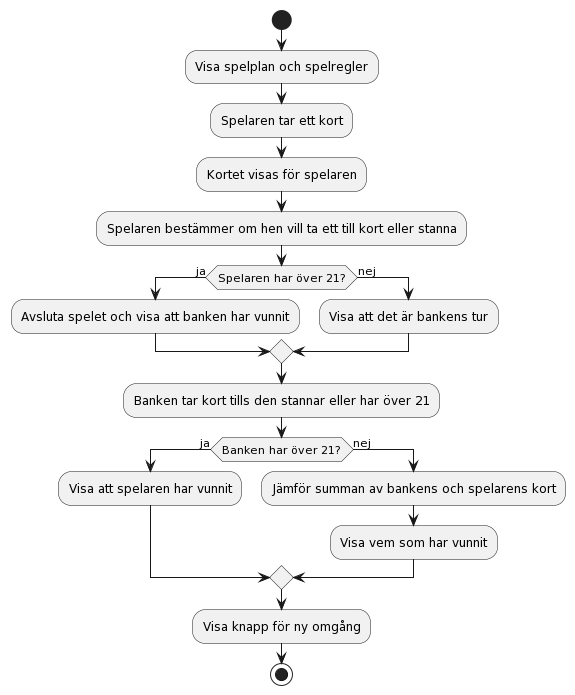 Visa spelplan och spelregler
Spelaren tar ett kort
Kortet visas för spelaren
Spelaren bestämmer om hen vill ta ett till kort eller stanna
ja
Spelaren har över 21?
nej
Avsluta spelet och visa att banken har vunnit
Visa att det är bankens tur
Banken tar kort tills den stannar eller har över 21
ja
Banken har över 21?
nej
Visa att spelaren har vunnit
Jämför summan av bankens och spelarens kort
Visa vem som har vunnit
Visa knapp för ny omgång